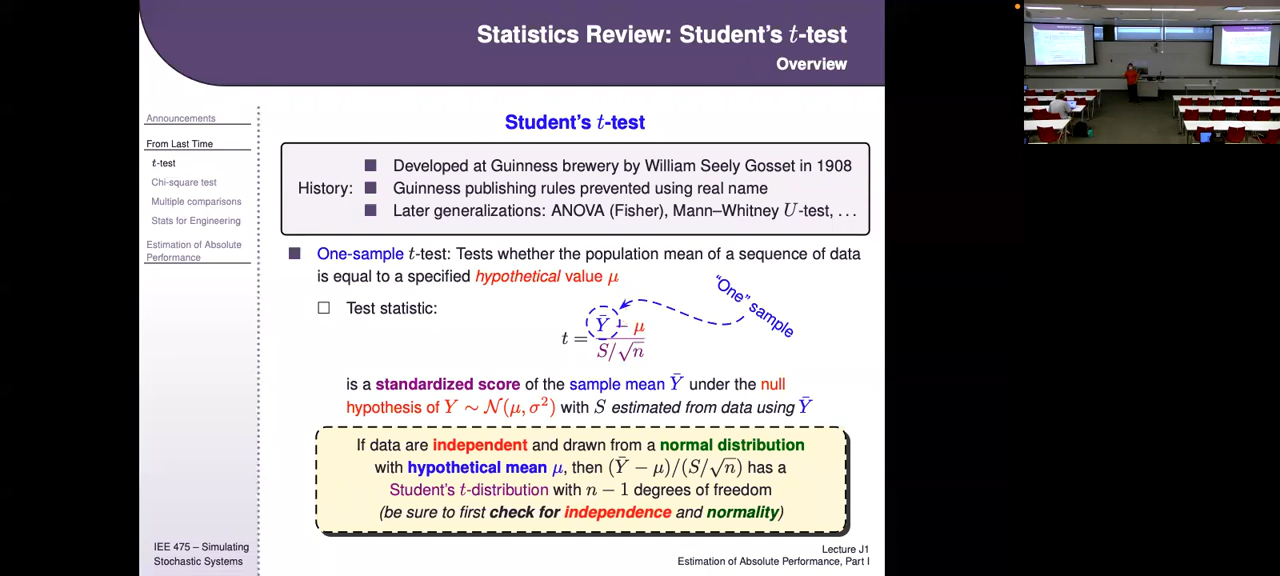 Statistics Review: Student's t-test
Overview
Announcements
From Last Time
t-test
Chi-square test
Multiple comparisons
Stats for Engineering
Estimation of Absolute
Performance
Student's t-test
History:
■ Developed at Guinness brewery by William Seely Gosset in 1908
■ Guinness publishing rules prevented using real name
■ Later generalizations: ANOVA (Fisher), Mann–Whitney U-test, ...
■ One-sample t-test: Tests whether the population mean of a sequence of data
is equal to a specified hypothetical value μ
□ Test statistic:
"One" sample
t = (Ȳ − μ) / (S/√n)
is a standardized score of the sample mean Ȳ under the null
hypothesis of Y ∼ N(μ, σ²) with S estimated from data using Ȳ
If data are independent and drawn from a normal distribution
with hypothetical mean μ, then (Ȳ − μ)/(S/√n) has a
Student's t-distribution with n − 1 degrees of freedom
(be sure to first check for independence and normality)
IEE 475 – Simulating
Stochastic Systems
Lecture J1
Estimation of Absolute Performance, Part I